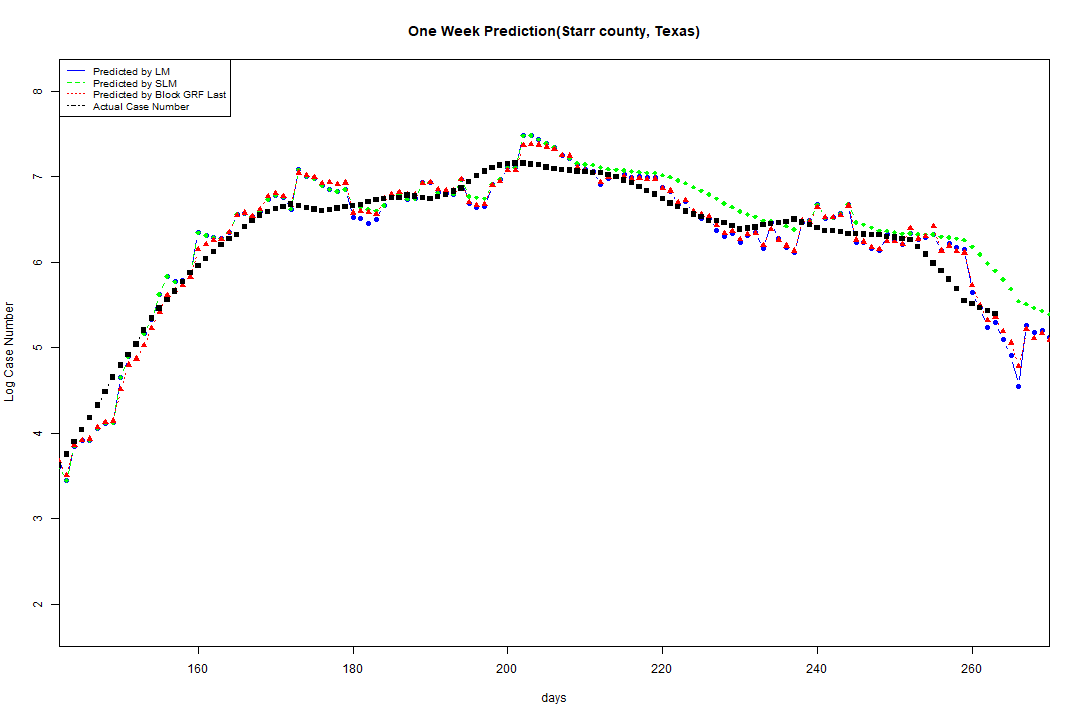 One Week Prediction(Starr county, Texas)
Predicted by LM
Predicted by SLM
Predicted by Block GRF Last
Actual Case Number
8
7
6
5
4
3
2
Log Case Number
160 180 200 220 240 260
days